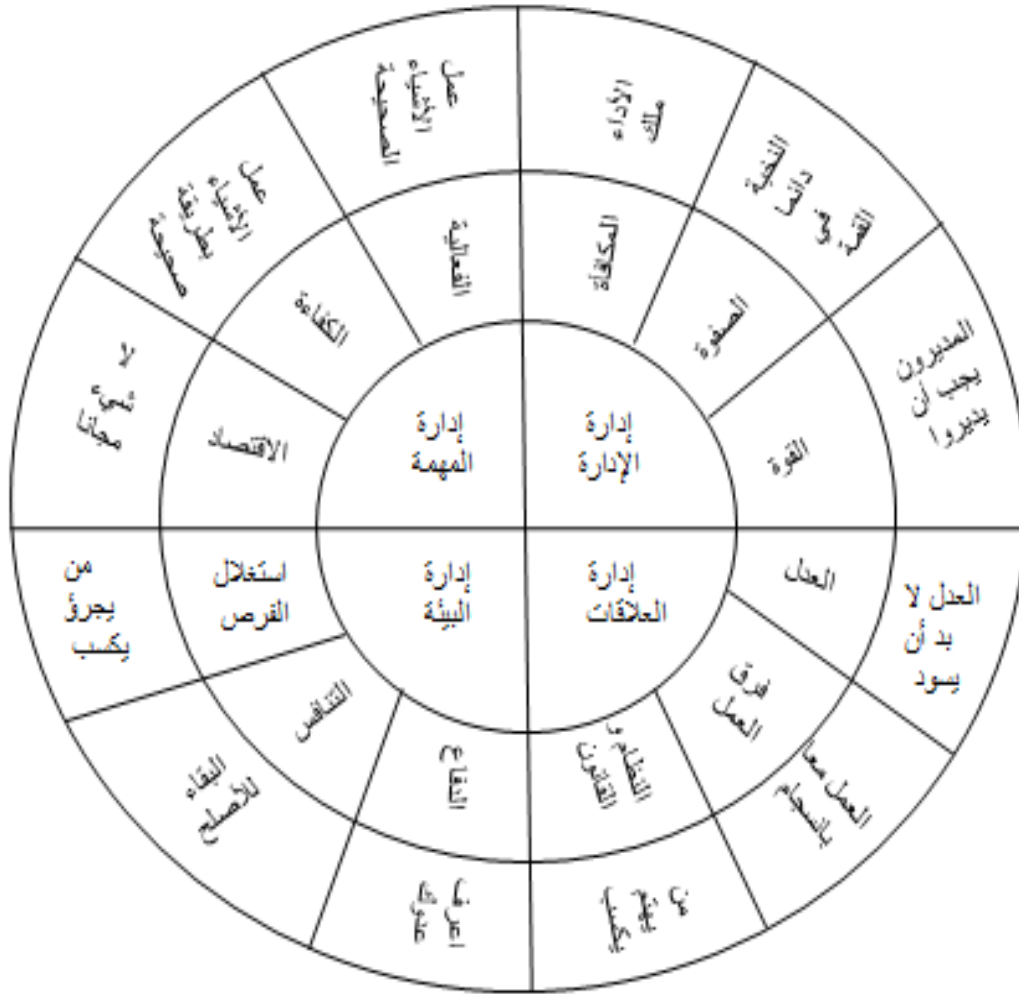 إدارة
الإدارة
إدارة
المهمة
إدارة
البيئة
إدارة
العلاقات
المكافأة
الصفوة
القوة
العدل
فرق
العمل
النظام و
القانون
الدفاع
التنافس
استغلال
الفرص
الاقتصاد
الكفاءة
الفعالية
الأداء
ملك
النخبة
دائما
في
القمة
المديرون
يجب أن
يديروا
العدل لا
بد أن
يسود
العمل معا
بانسجام
من
يهتم
يكسب
اعرف
عدوك
البقاء
للأصلح
من
يجرؤ
يكسب
لا
شيء
مجانا
عمل
الأشياء
بطريقة
صحيحة
عمل
الأشياء
الصحيحة